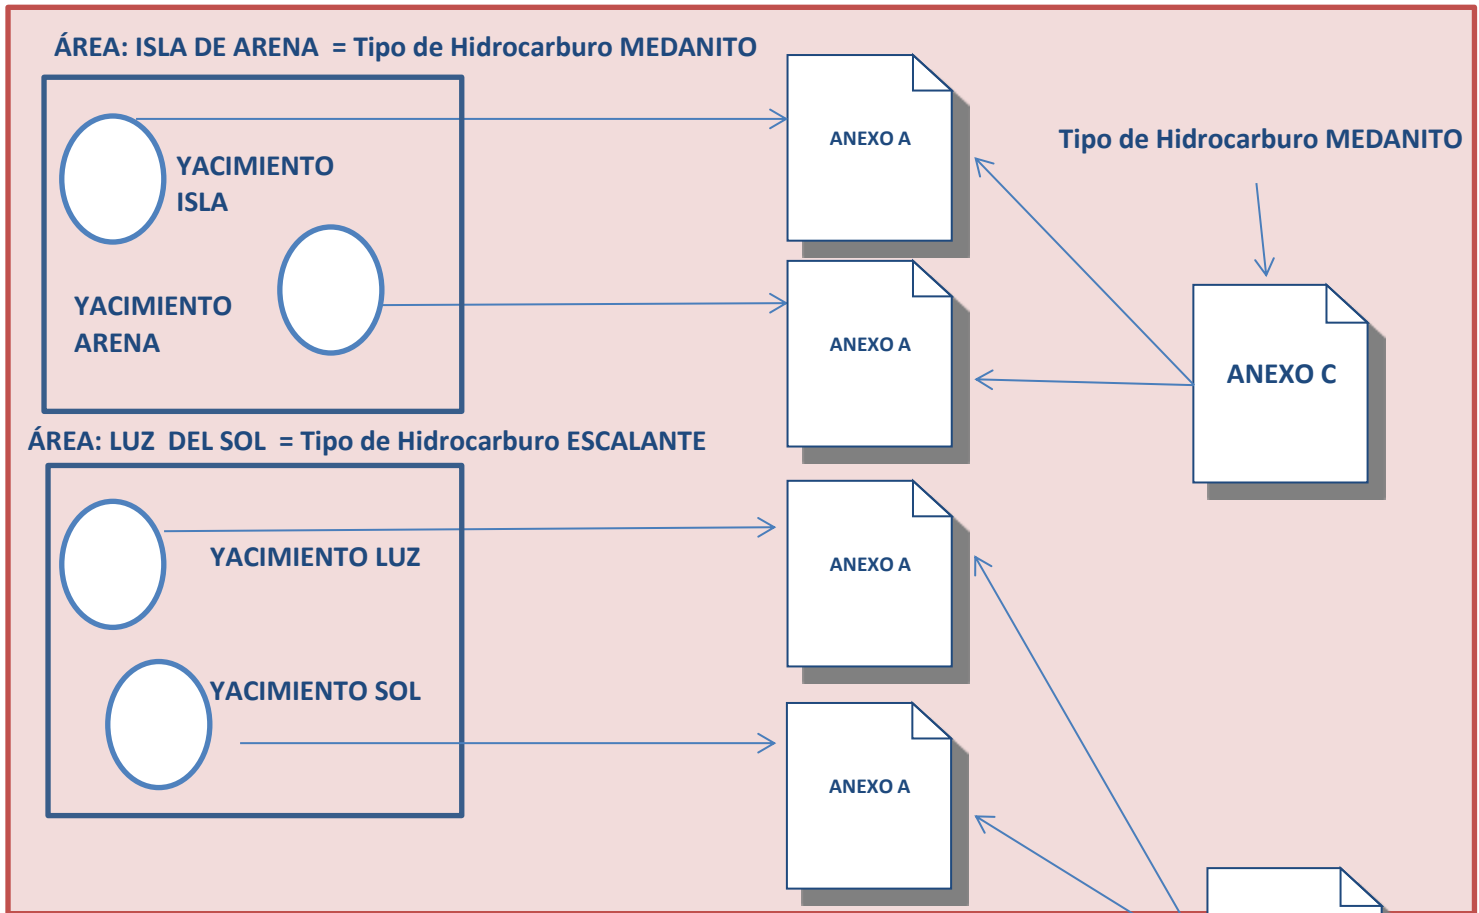 ÁREA: ISLA DE ARENA = Tipo de Hidrocarburo MEDANITO
YACIMIENTO
ISLA
YACIMIENTO
ARENA
ANEXO A
ANEXO A
Tipo de Hidrocarburo MEDANITO
ANEXO C
ÁREA: LUZ DEL SOL = Tipo de Hidrocarburo ESCALANTE
YACIMIENTO LUZ
YACIMIENTO SOL
ANEXO A
ANEXO A